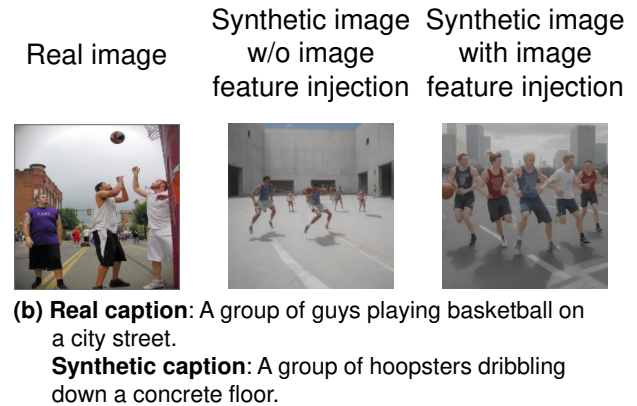 Real image
Synthetic image
w/o image
feature injection
Synthetic image
with image
feature injection
(b) Real caption: A group of guys playing basketball on
a city street.
Synthetic caption: A group of hoopsters dribbling
down a concrete floor.